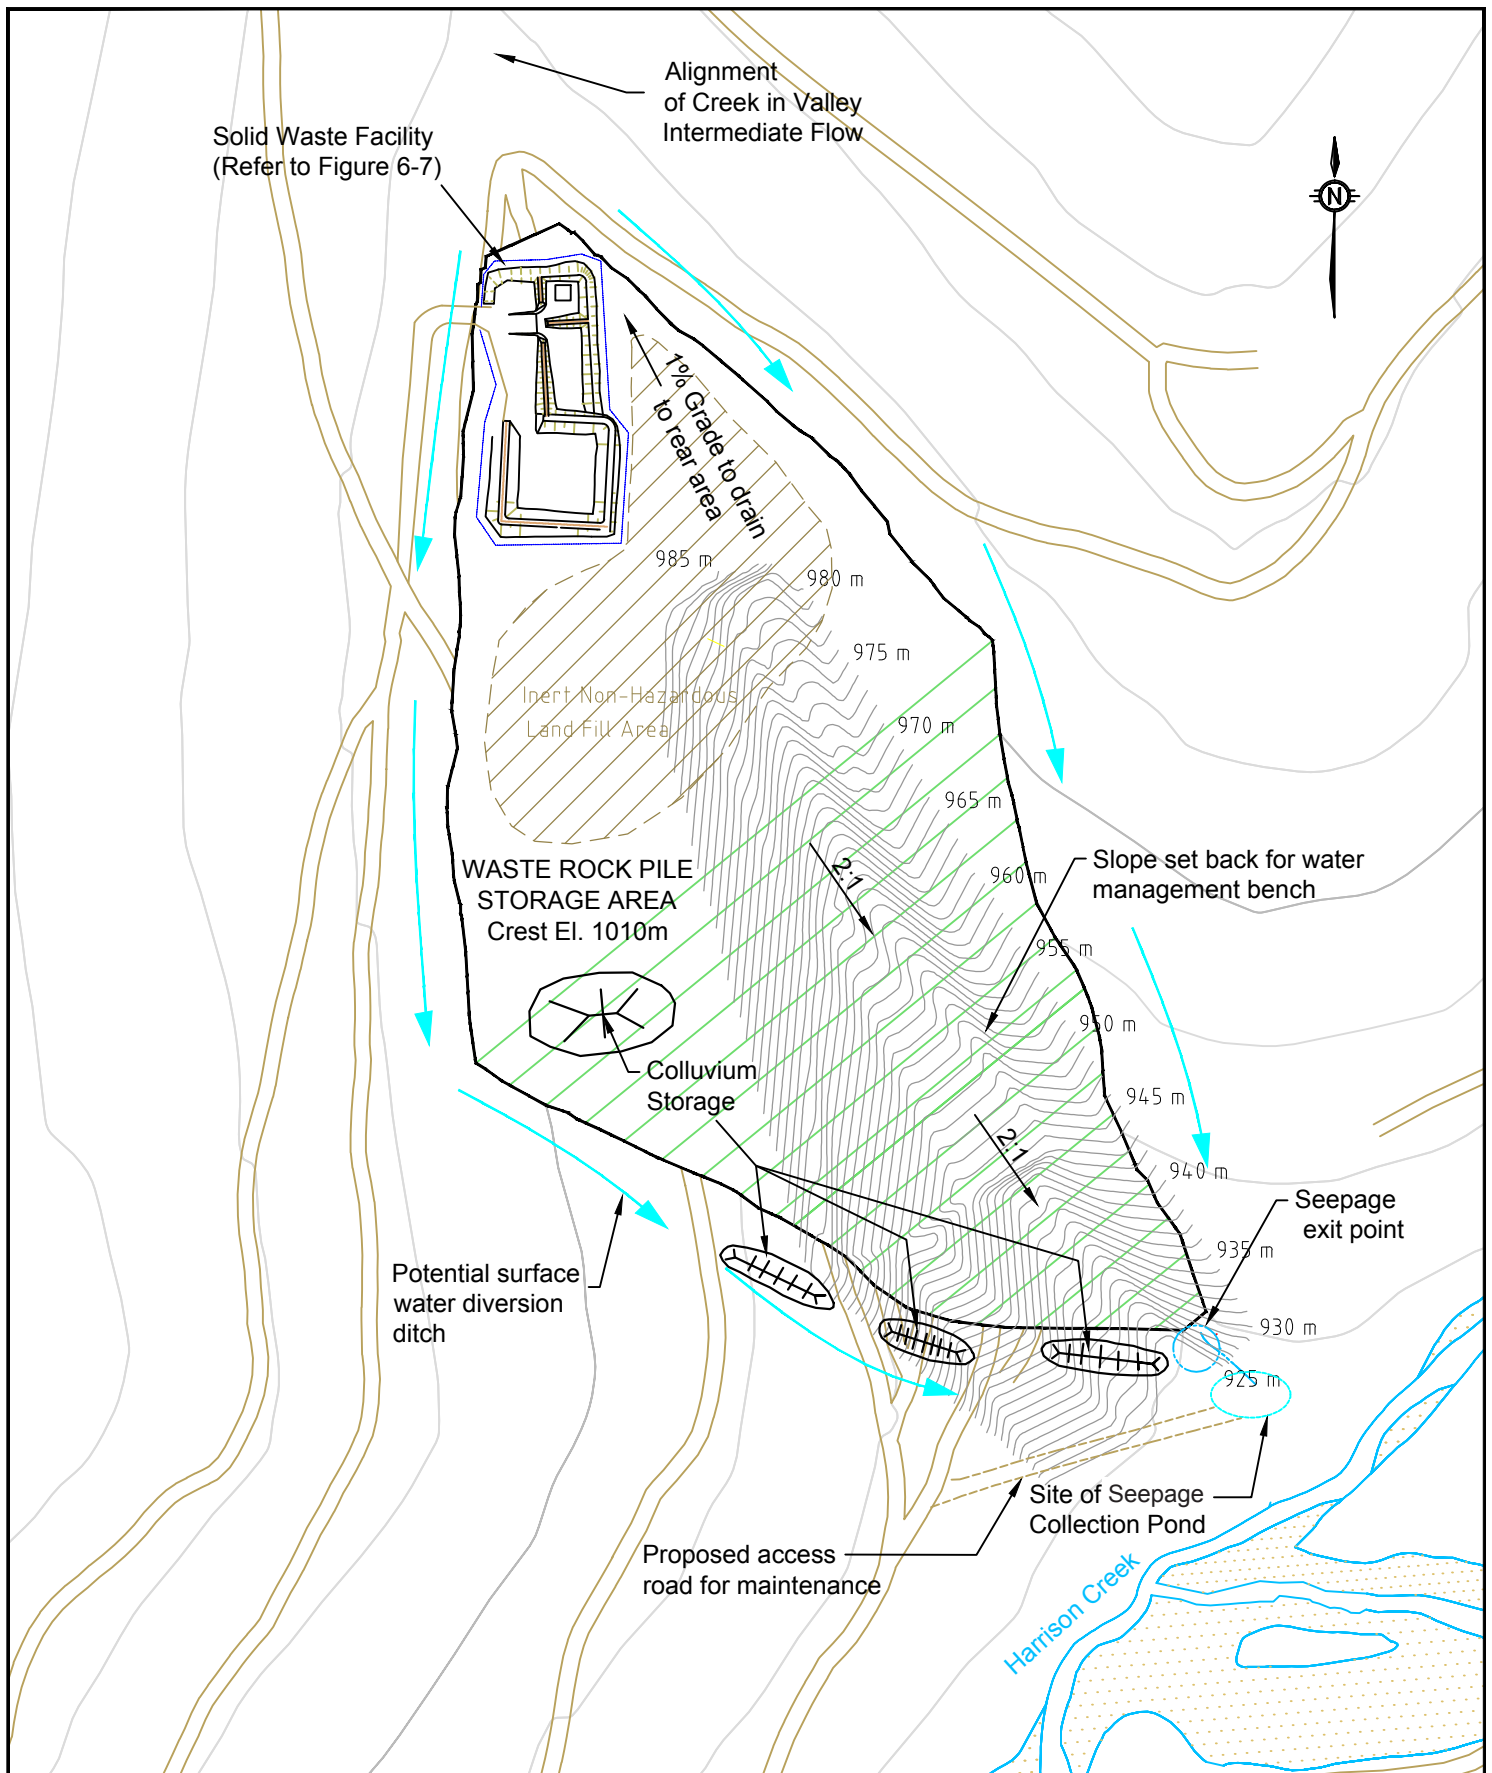 Alignment
of Creek in Valley
Intermediate Flow
Solid Waste Facility
(Refer to Figure 6-7)
N
1% Grade to drain
to rear area
985 m
980 m
975 m
Inert Non-Hazardous
Land Fill Area
970 m
965 m
2:1
Slope set back for water
management bench
WASTE ROCK PILE
STORAGE AREA
Crest El. 1010m
960 m
955 m
950 m
Colluvium
Storage
945 m
2:1
940 m
Seepage
exit point
935 m
Potential surface
water diversion
ditch
930 m
925 m
Site of Seepage
Collection Pond
Proposed access
road for maintenance
Harrison Creek